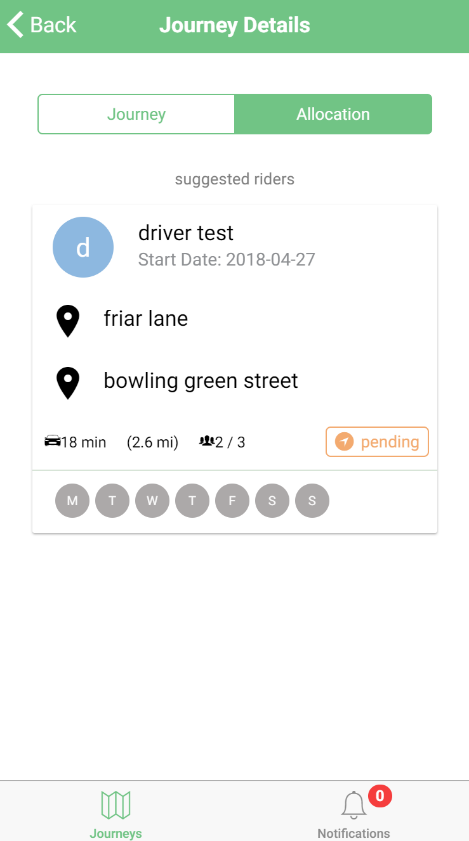 Back Journey Details
Journey Allocation
suggested riders
d driver test
Start Date: 2018-04-27
friar lane
bowling green street
18 min (2.6 mi) 2 / 3 pending
M T W T F S S
0
Journeys Notifications